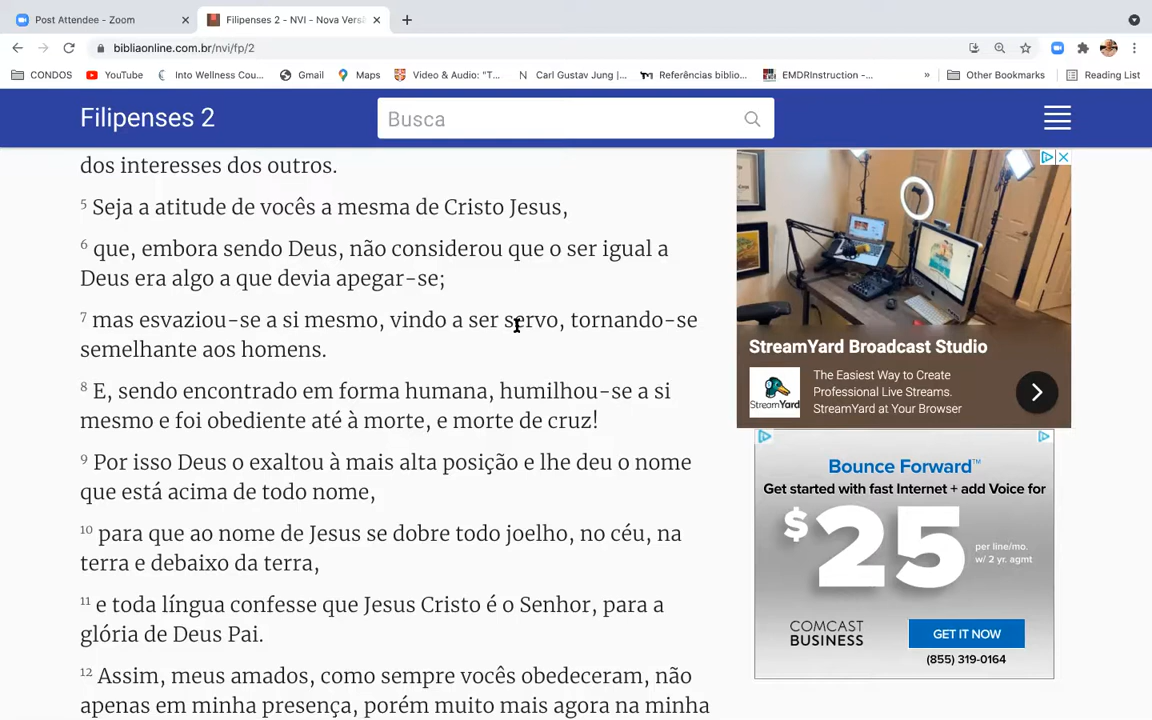 Post Attendee - Zoom
Filipenses 2 - NVI - Nova Vers
bibliaonline.com.br/nvi/fp/2
CONDOS
YouTube
Into Wellness Cou...
Gmail
Maps
Video & Audio: "T...
Carl Gustav Jung |...
Referências biblio...
EMDRInstruction -...
»
Other Bookmarks
Reading List
Filipenses 2
Busca
dos interesses dos outros.
5 Seja a atitude de vocês a mesma de Cristo Jesus,
6 que, embora sendo Deus, não considerou que o ser igual a
Deus era algo a que devia apegar-se;
7 mas esvaziou-se a si mesmo, vindo a ser servo, tornando-se
semelhante aos homens.
8 E, sendo encontrado em forma humana, humilhou-se a si
mesmo e foi obediente até à morte, e morte de cruz!
9 Por isso Deus o exaltou à mais alta posição e lhe deu o nome
que está acima de todo nome,
10 para que ao nome de Jesus se dobre todo joelho, no céu, na
terra e debaixo da terra,
11 e toda língua confesse que Jesus Cristo é o Senhor, para a
glória de Deus Pai.
12 Assim, meus amados, como sempre vocês obedeceram, não
apenas em minha presença, porém muito mais agora na minha
StreamYard Broadcast Studio
StreamYard
The Easiest Way to Create
Professional Live Streams.
StreamYard at Your Browser
Bounce Forward™
Get started with fast Internet + add Voice for
$25
per line/mo.
w/ 2 yr. agmt
COMCAST
BUSINESS
GET IT NOW
(855) 319-0164